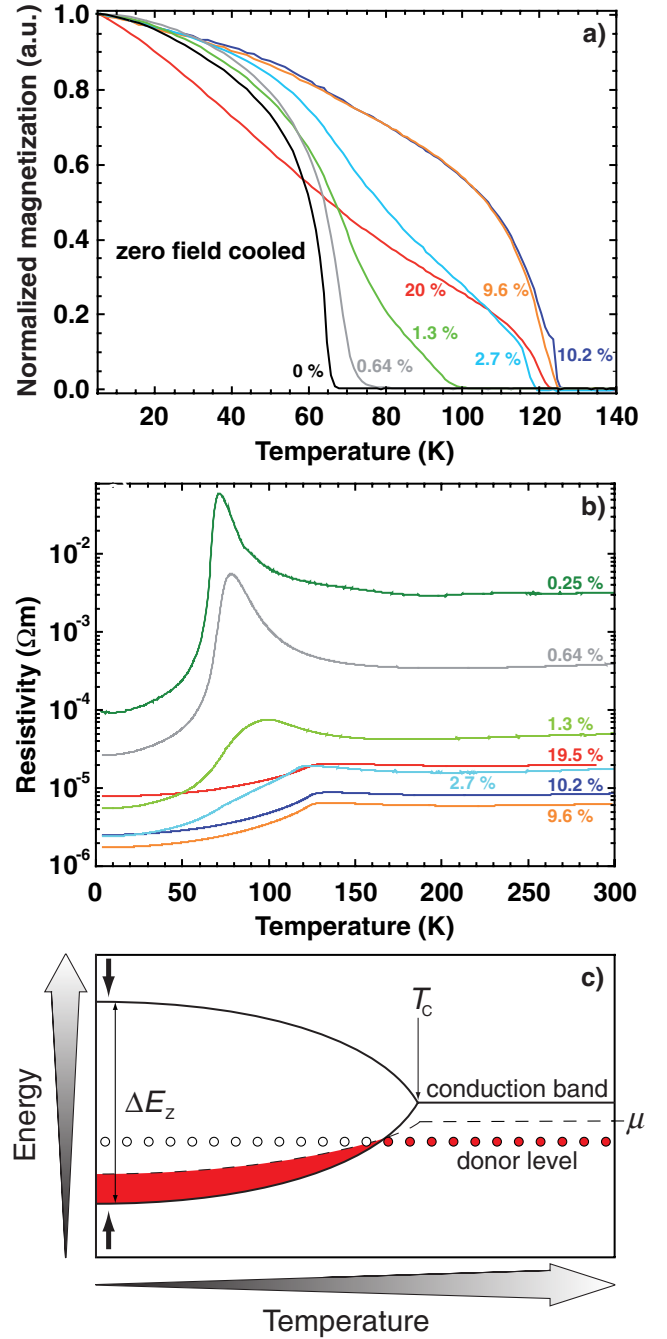 a)
Normalized magnetization (a.u.)
1.0
0.8
0.6
0.4
0.2
0.0
zero field cooled
20 %
9.6 %
1.3 %
10.2 %
2.7 %
0.64 %
0 %
20
40
60
80
100
120
140
Temperature (K)
b)
Resistivity (Ωm)
10⁻²
10⁻³
10⁻⁴
10⁻⁵
10⁻⁶
0.25 %
0.64 %
1.3 %
19.5 %
2.7 %
10.2 %
9.6 %
0
50
100
150
200
250
300
Temperature (K)
c)
Energy
ΔE_z
T_C
conduction band
μ
donor level
Temperature